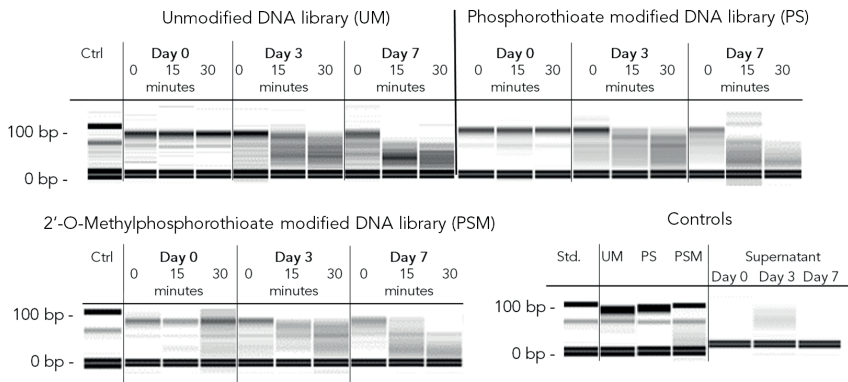 Unmodified DNA library (UM)
Ctrl Day 0 Day 3 Day 7
0 15 30 0 15 30 0 15 30
minutes minutes minutes
100 bp -
0 bp -
Phosphorothioate modified DNA library (PS)
Day 0 Day 3 Day 7
0 15 30 0 15 30 0 15 30
minutes minutes minutes
2’-O-Methylphosphorothioate modified DNA library (PSM)
Ctrl Day 0 Day 3 Day 7
0 15 30 0 15 30 0 15 30
minutes minutes minutes
100 bp -
0 bp -
Controls
Std. UM PS PSM Supernatant
Day 0 Day 3 Day 7
100 bp -
0 bp -